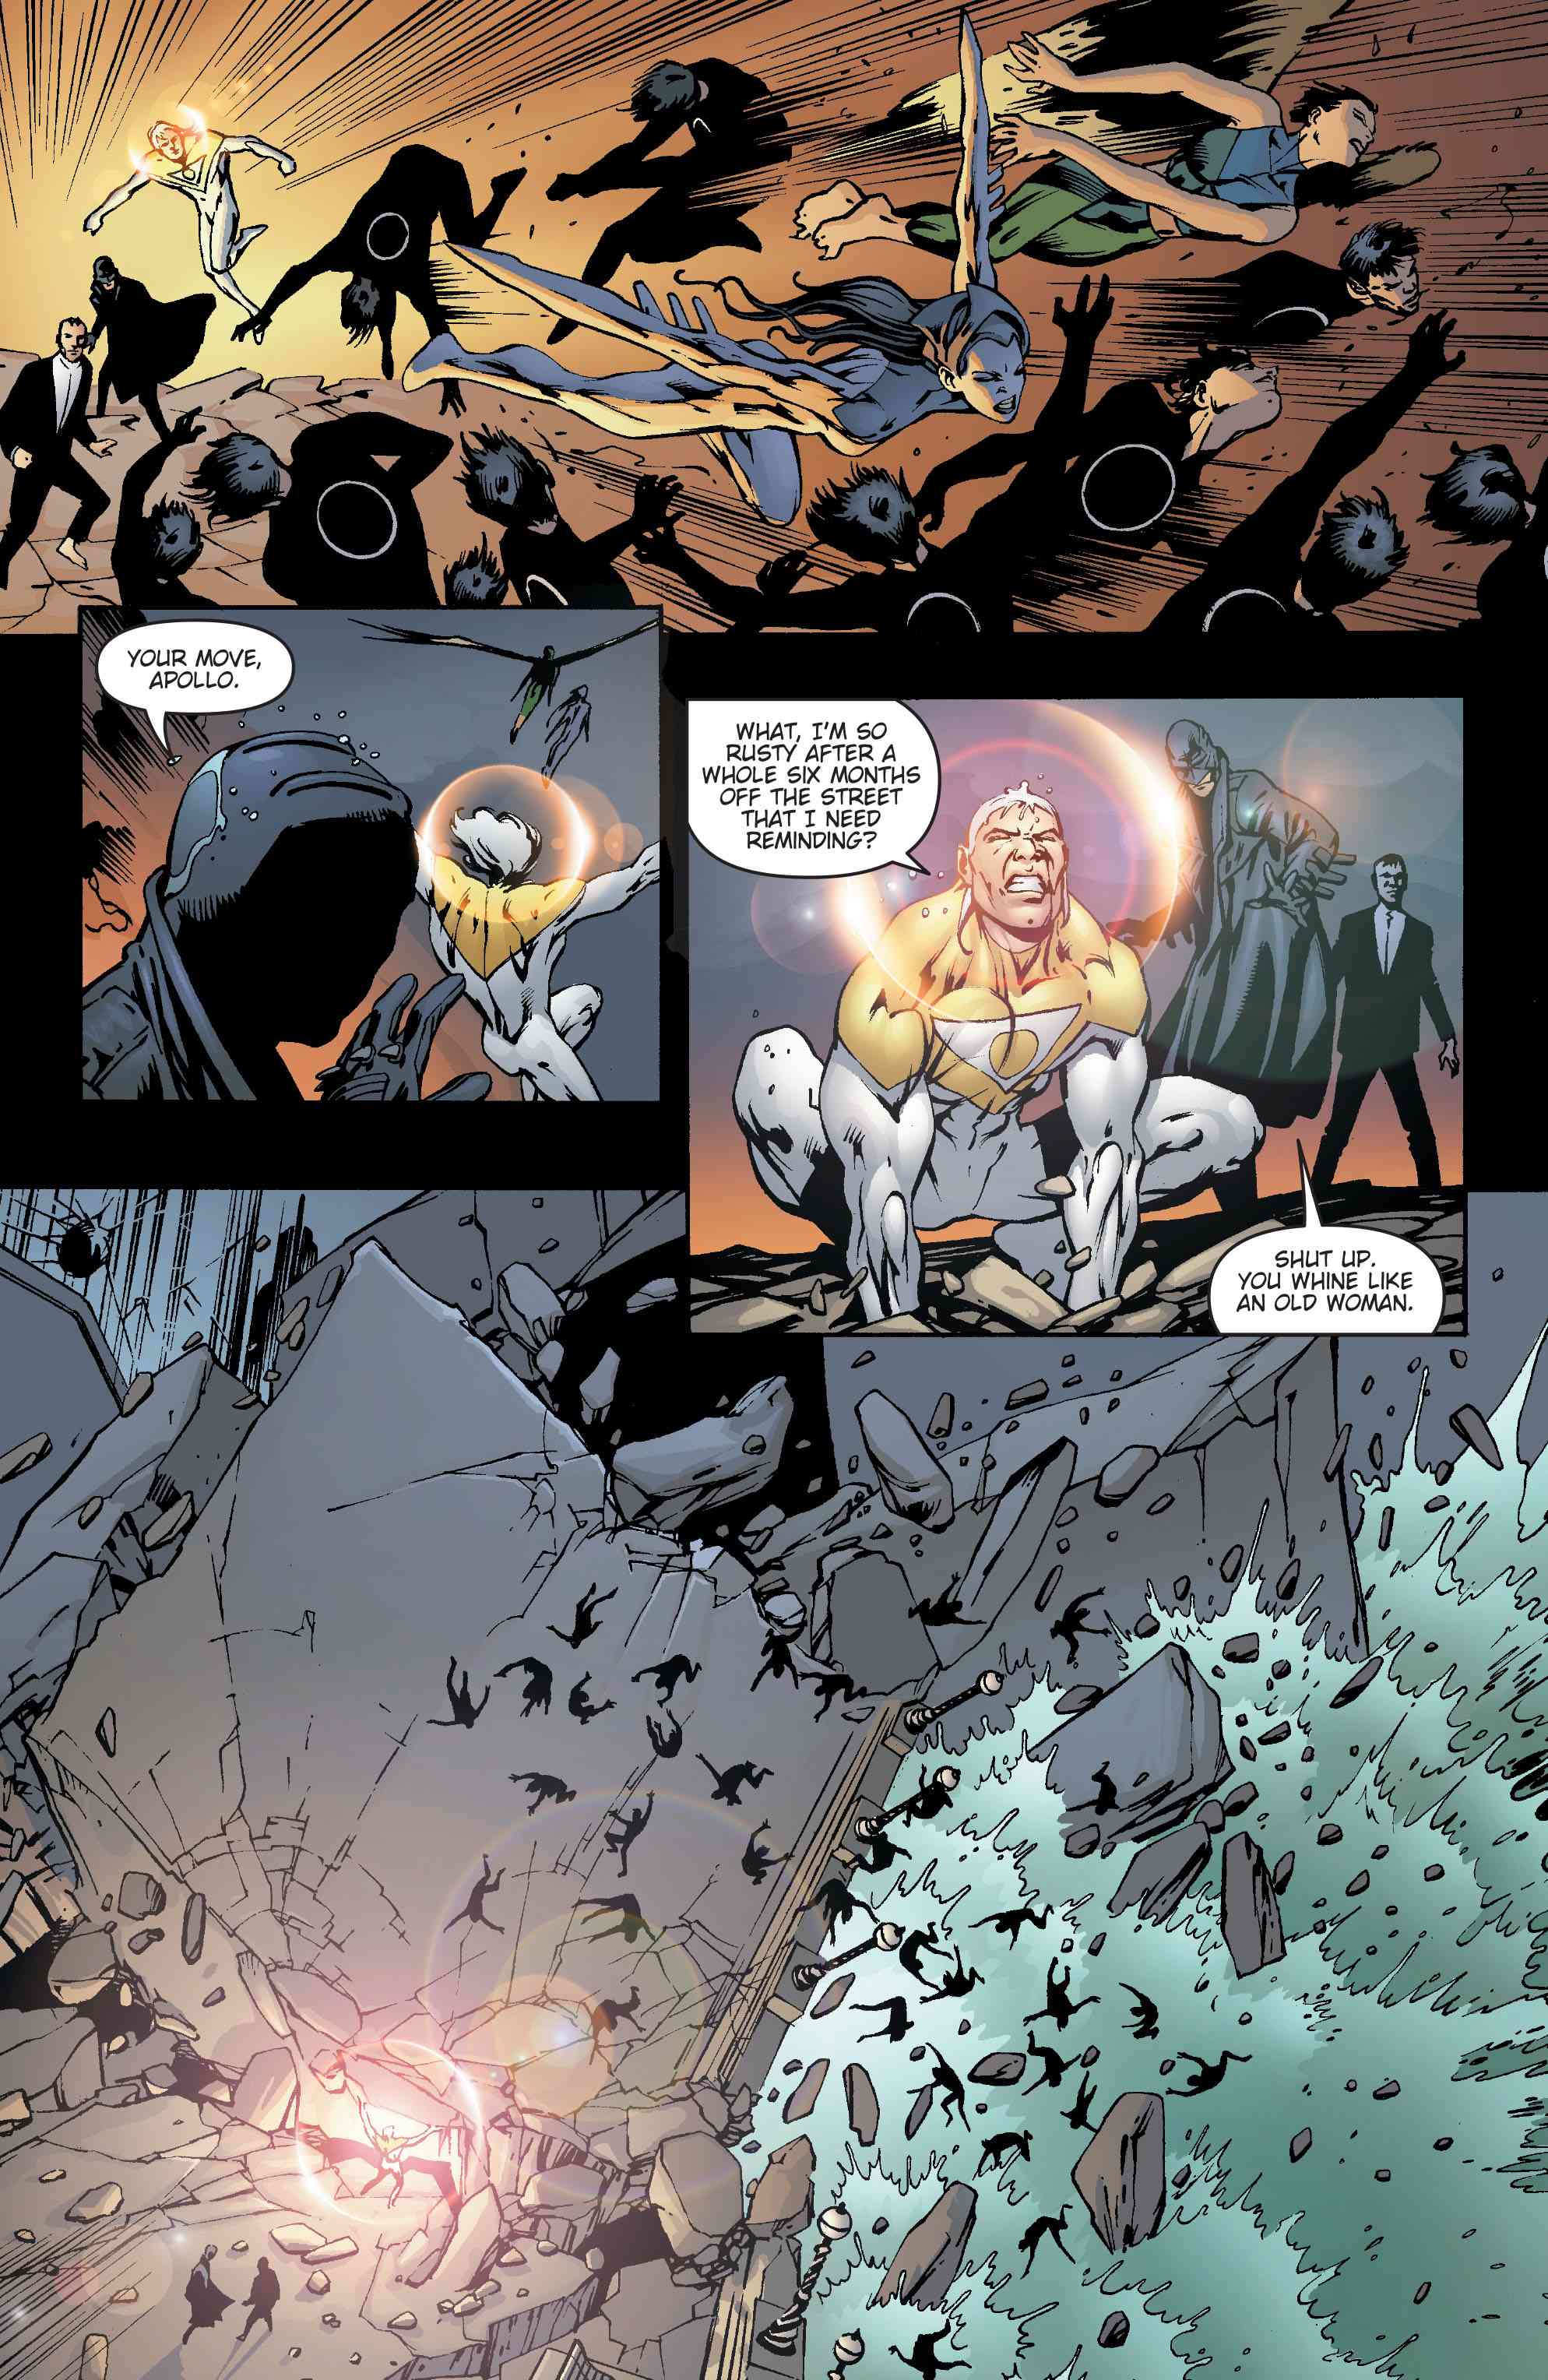 YOUR MOVE,
APOLLO.
WHAT, I'M SO
RUSTY AFTER A
WHOLE SIX MONTHS
OFF THE STREET
THAT I NEED
REMINDING?
SHUT UP.
YOU WHINE LIKE
AN OLD WOMAN.